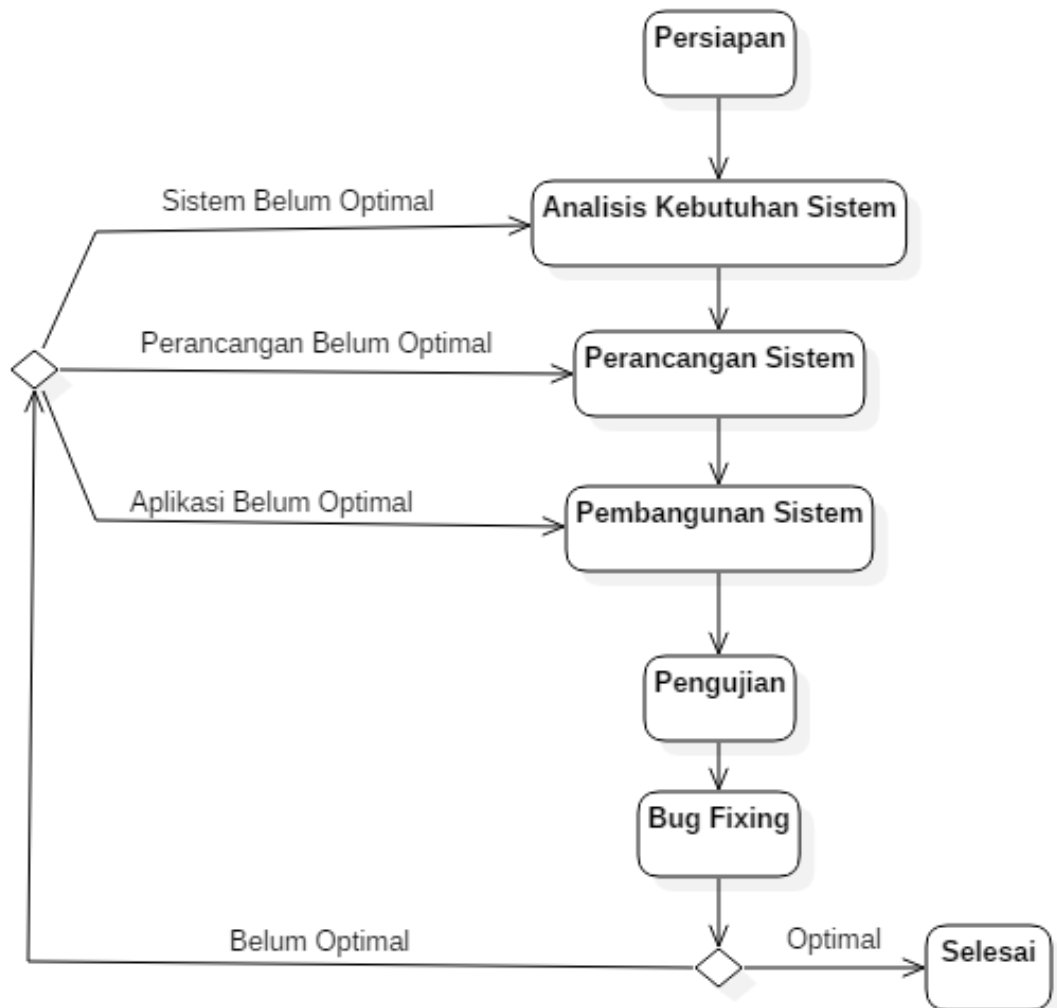 Persiapan
Sistem Belum Optimal
Analisis Kebutuhan Sistem
Perancangan Belum Optimal
Perancangan Sistem
Aplikasi Belum Optimal
Pembangunan Sistem
Pengujian
Bug Fixing
Belum Optimal
Optimal
Selesai